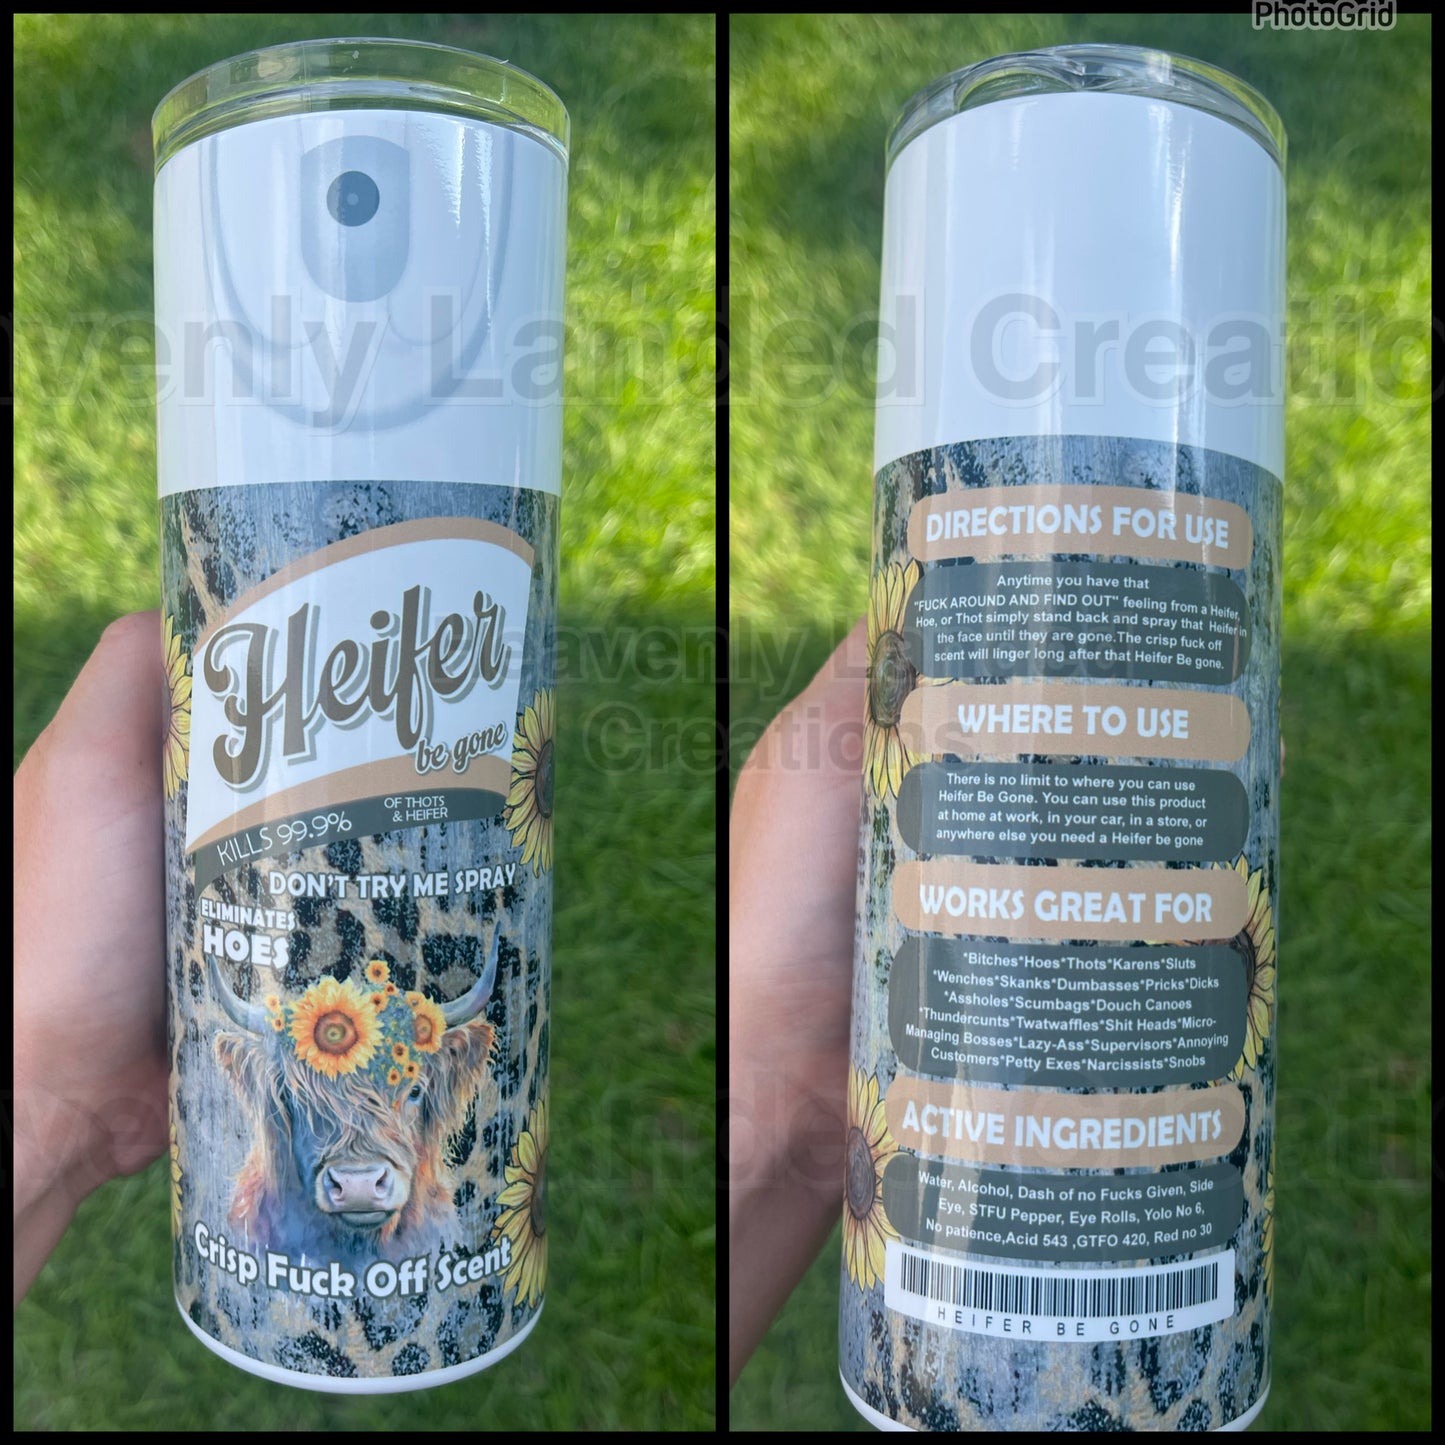 PhotoGrid
Heifer
be gone
KILLS 99.9%
OF THOTS
& HEIFER
DON'T TRY ME SPRAY
ELIMINATES
HOES
Crisp Fuck Off Scent
DIRECTIONS FOR USE
Anytime you have that
"FUCK AROUND AND FIND OUT" feeling from a Heifer,
Hoe, or Thot simply stand back and spray that Heifer in
the face until they are gone.The crisp fuck off
scent will linger long after that Heifer Be gone.
WHERE TO USE
There is no limit to where you can use
Heifer Be Gone. You can use this product
at home at work, in your car, in a store, or
anywhere else you need a Heifer be gone
WORKS GREAT FOR
*Bitches*Hoes*Thots*Karens*Sluts
*Wenches*Skanks*Dumbasses*Pricks*Dicks
*Assholes*Scumbags*Douch Canoes
*Thundercunts*Twatwaffles*Shit Heads*Micro-
Managing Bosses*Lazy-Ass*Supervisors*Annoying
Customers*Petty Exes*Narcissists*Snobs
ACTIVE INGREDIENTS
Water, Alcohol, Dash of no Fucks Given, Side
Eye, STFU Pepper, Eye Rolls, Yolo No 6,
No patience,Acid 543 ,GTFO 420, Red no 30
HEIFER BE GONE
avenly Landed Creatio
Heavenly Landed
Creations
avenly Landed Creatio